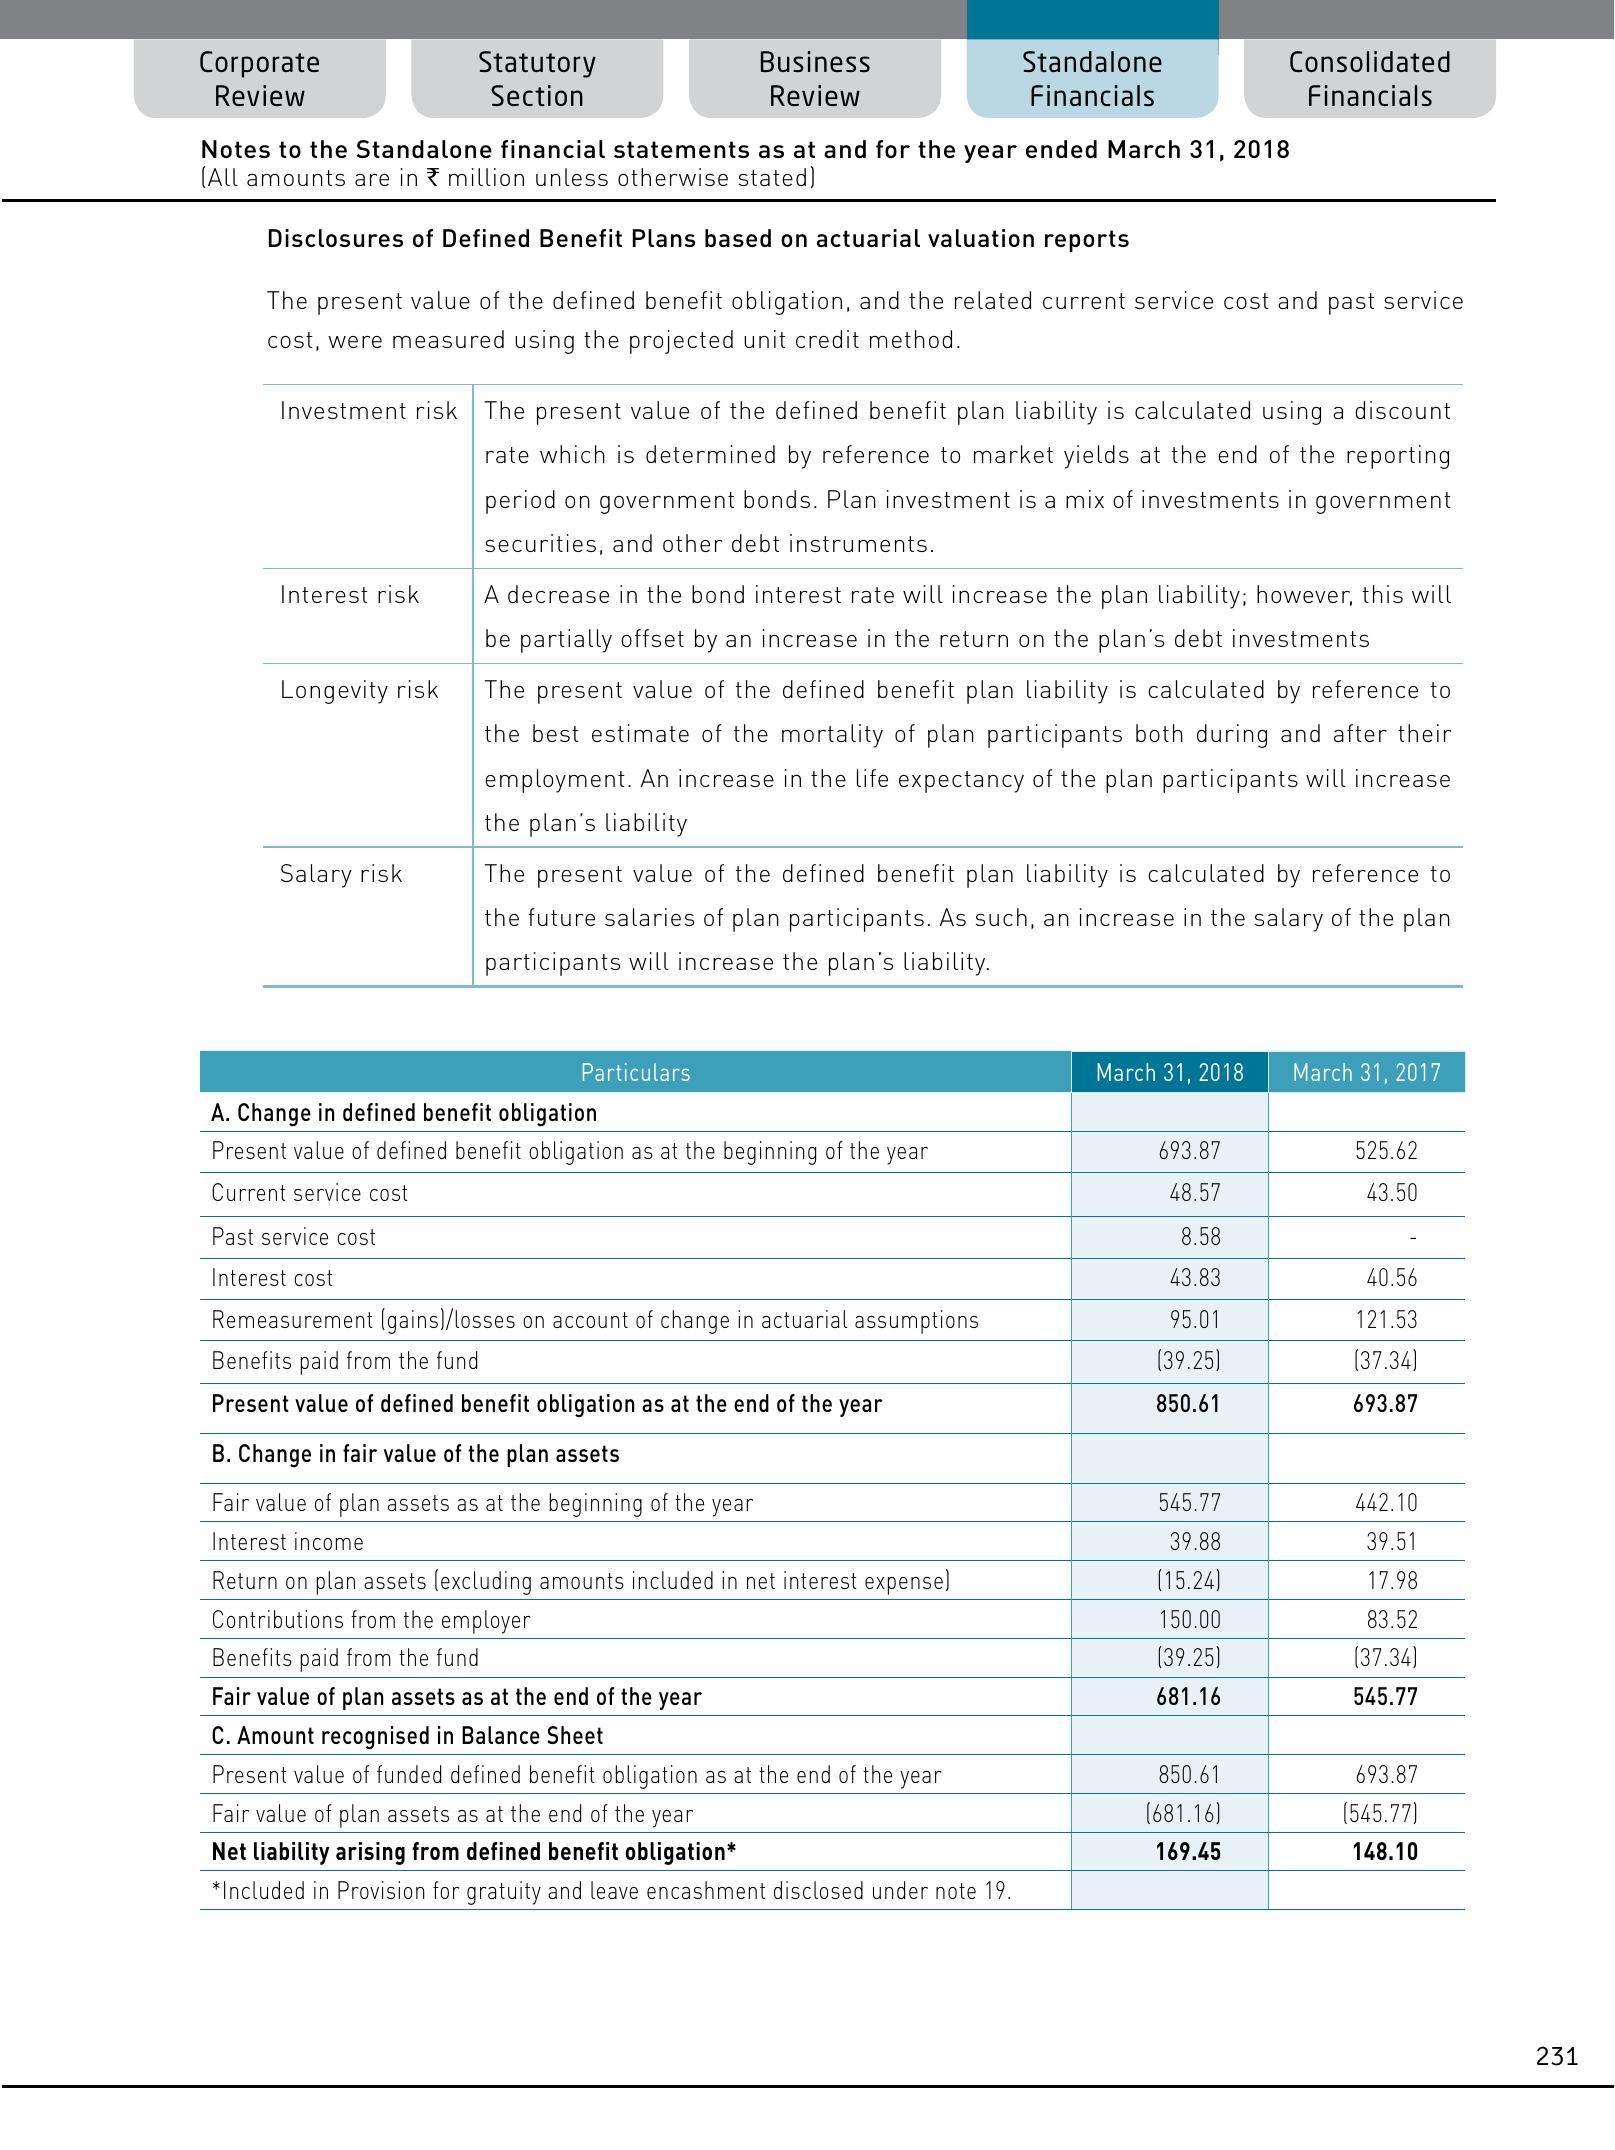 Corporate Review
Statutory Section
Business Review
Standalone Financials
Consolidated Financials
Notes to the Standalone financial statements as at and for the year ended March 31, 2018
(All amounts are in ₹ million unless otherwise stated)
Disclosures of Defined Benefit Plans based on actuarial valuation reports
The present value of the defined benefit obligation, and the related current service cost and past service
cost, were measured using the projected unit credit method.
Investment risk The present value of the defined benefit plan liability is calculated using a discount
rate which is determined by reference to market yields at the end of the reporting
period on government bonds. Plan investment is a mix of investments in government
securities, and other debt instruments.
Interest risk A decrease in the bond interest rate will increase the plan liability; however, this will
be partially offset by an increase in the return on the plan's debt investments
Longevity risk The present value of the defined benefit plan liability is calculated by reference to
the best estimate of the mortality of plan participants both during and after their
employment. An increase in the life expectancy of the plan participants will increase
the plan's liability
Salary risk The present value of the defined benefit plan liability is calculated by reference to
the future salaries of plan participants. As such, an increase in the salary of the plan
participants will increase the plan's liability.
Particulars March 31, 2018 March 31, 2017
A. Change in defined benefit obligation
Present value of defined benefit obligation as at the beginning of the year 693.87 525.62
Current service cost 48.57 43.50
Past service cost 8.58 -
Interest cost 43.83 40.56
Remeasurement (gains)/losses on account of change in actuarial assumptions 95.01 121.53
Benefits paid from the fund (39.25) (37.34)
Present value of defined benefit obligation as at the end of the year 850.61 693.87
B. Change in fair value of the plan assets
Fair value of plan assets as at the beginning of the year 545.77 442.10
Interest income 39.88 39.51
Return on plan assets (excluding amounts included in net interest expense) (15.24) 17.98
Contributions from the employer 150.00 83.52
Benefits paid from the fund (39.25) (37.34)
Fair value of plan assets as at the end of the year 681.16 545.77
C. Amount recognised in Balance Sheet
Present value of funded defined benefit obligation as at the end of the year 850.61 693.87
Fair value of plan assets as at the end of the year (681.16) (545.77)
Net liability arising from defined benefit obligation* 169.45 148.10
*Included in Provision for gratuity and leave encashment disclosed under note 19.
231